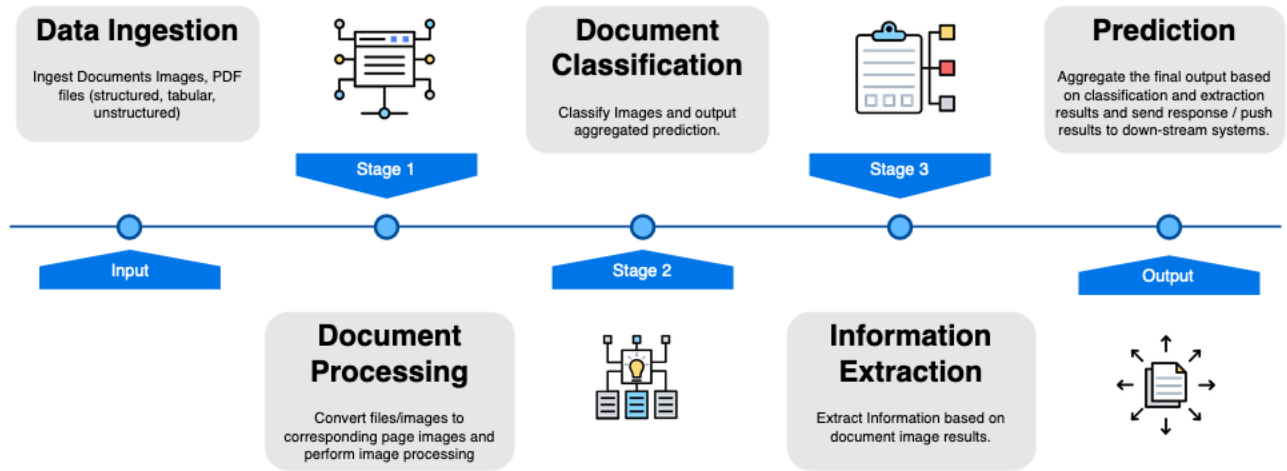 Data Ingestion
Ingest Documents Images, PDF
files (structured, tabular,
unstructured)
Document
Classification
Classify Images and output
aggregated prediction.
Prediction
Aggregate the final output based
on classification and extraction
results and send response / push
results to down-stream systems.
Stage 1
Stage 3
Input
Stage 2
Output
Document
Processing
Convert files/images to
corresponding page images and
perform image processing
Information
Extraction
Extract Information based on
document image results.